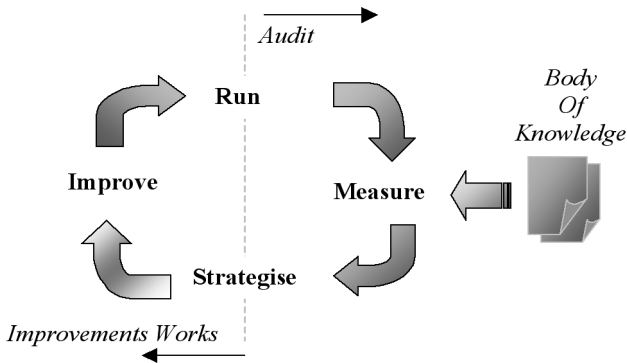 Audit
Run
Body
Of
Knowledge
Improve
Measure
Strategise
Improvements Works